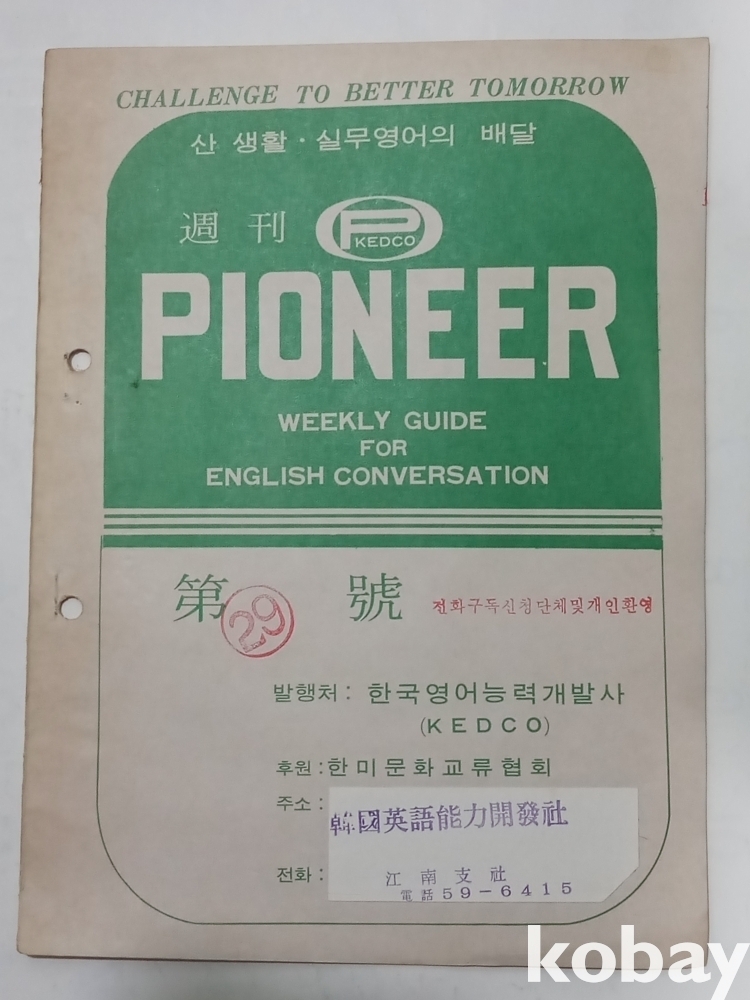 CHALLENGE TO BETTER TOMORROW
산 생활·실무영어의 배달
週刊 P KEDCO
PIONEER
WEEKLY GUIDE
FOR
ENGLISH CONVERSATION
第 29 號 전화구독신청단체및개인환영
발행처: 한국영어능력개발사
(KEDCO)
후원: 한미문화교류협회
주소:
韓國英語能力開發社
전화: 江南支社
電話 59-6415
kobay